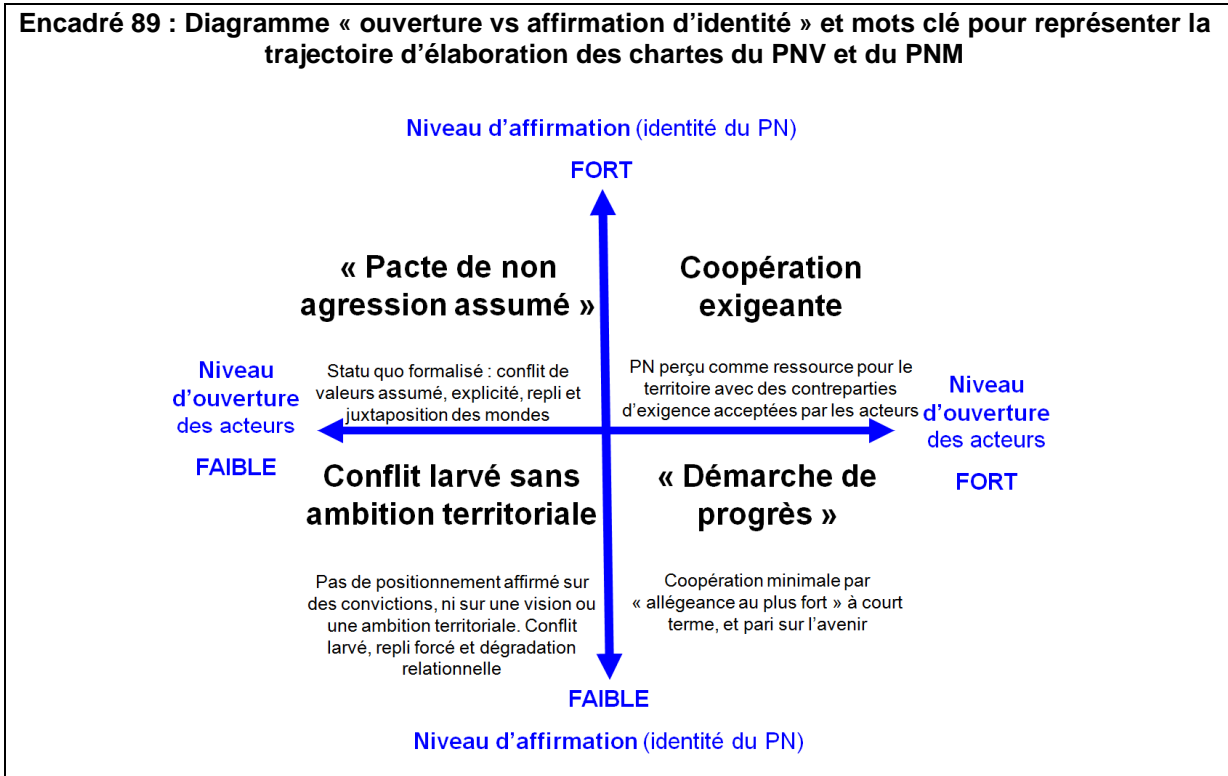 Encadré 89 : Diagramme « ouverture vs affirmation d’identité » et mots clé pour représenter la
trajectoire d’élaboration des chartes du PNV et du PNM
Niveau d’affirmation (identité du PN)
FORT
« Pacte de non
agression assumé »
Statu quo formalisé : conflit de
valeurs assumé, explicité, repli et
juxtaposition des mondes
Coopération
exigeante
PN perçu comme ressource pour le
territoire avec des contreparties
d’exigence acceptées par les acteurs
Niveau
d’ouverture
des acteurs
FAIBLE
Niveau
d’ouverture
des acteurs
FORT
Conflit larvé sans
ambition territoriale
Pas de positionnement affirmé sur
des convictions, ni sur une vision ou
une ambition territoriale. Conflit
larvé, repli forcé et dégradation
relationnelle
« Démarche de
progrès »
Coopération minimale par
« allégeance au plus fort » à court
terme, et pari sur l’avenir
FAIBLE
Niveau d’affirmation (identité du PN)